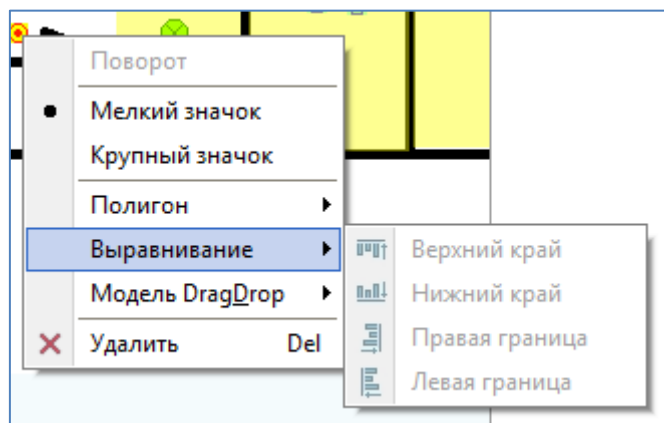 Поворот
Мелкий значок
Крупный значок
Полигон
Выравнивание
Модель DragDrop
Удалить Del
Верхний край
Нижний край
Правая граница
Левая граница